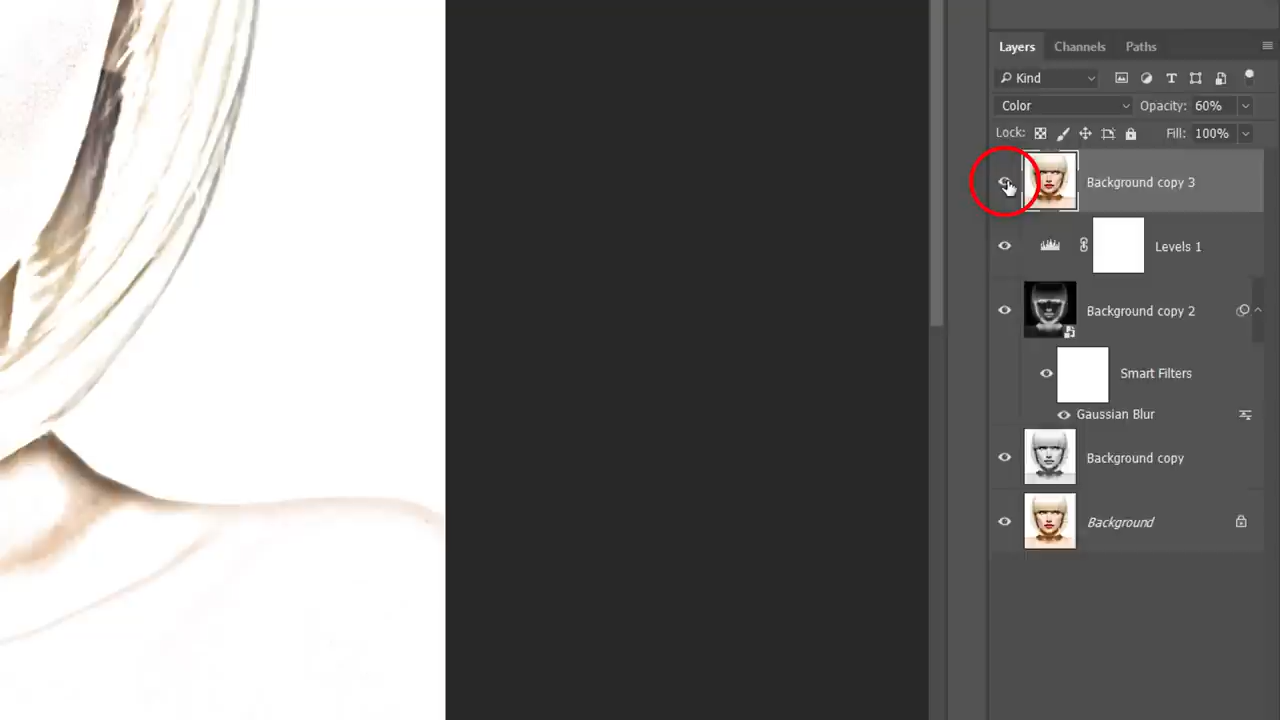 Layers Channels Paths
Kind
Color Opacity: 60%
Lock: Fill: 100%
Background copy 3
Levels 1
Background copy 2
Smart Filters
Gaussian Blur
Background copy
Background